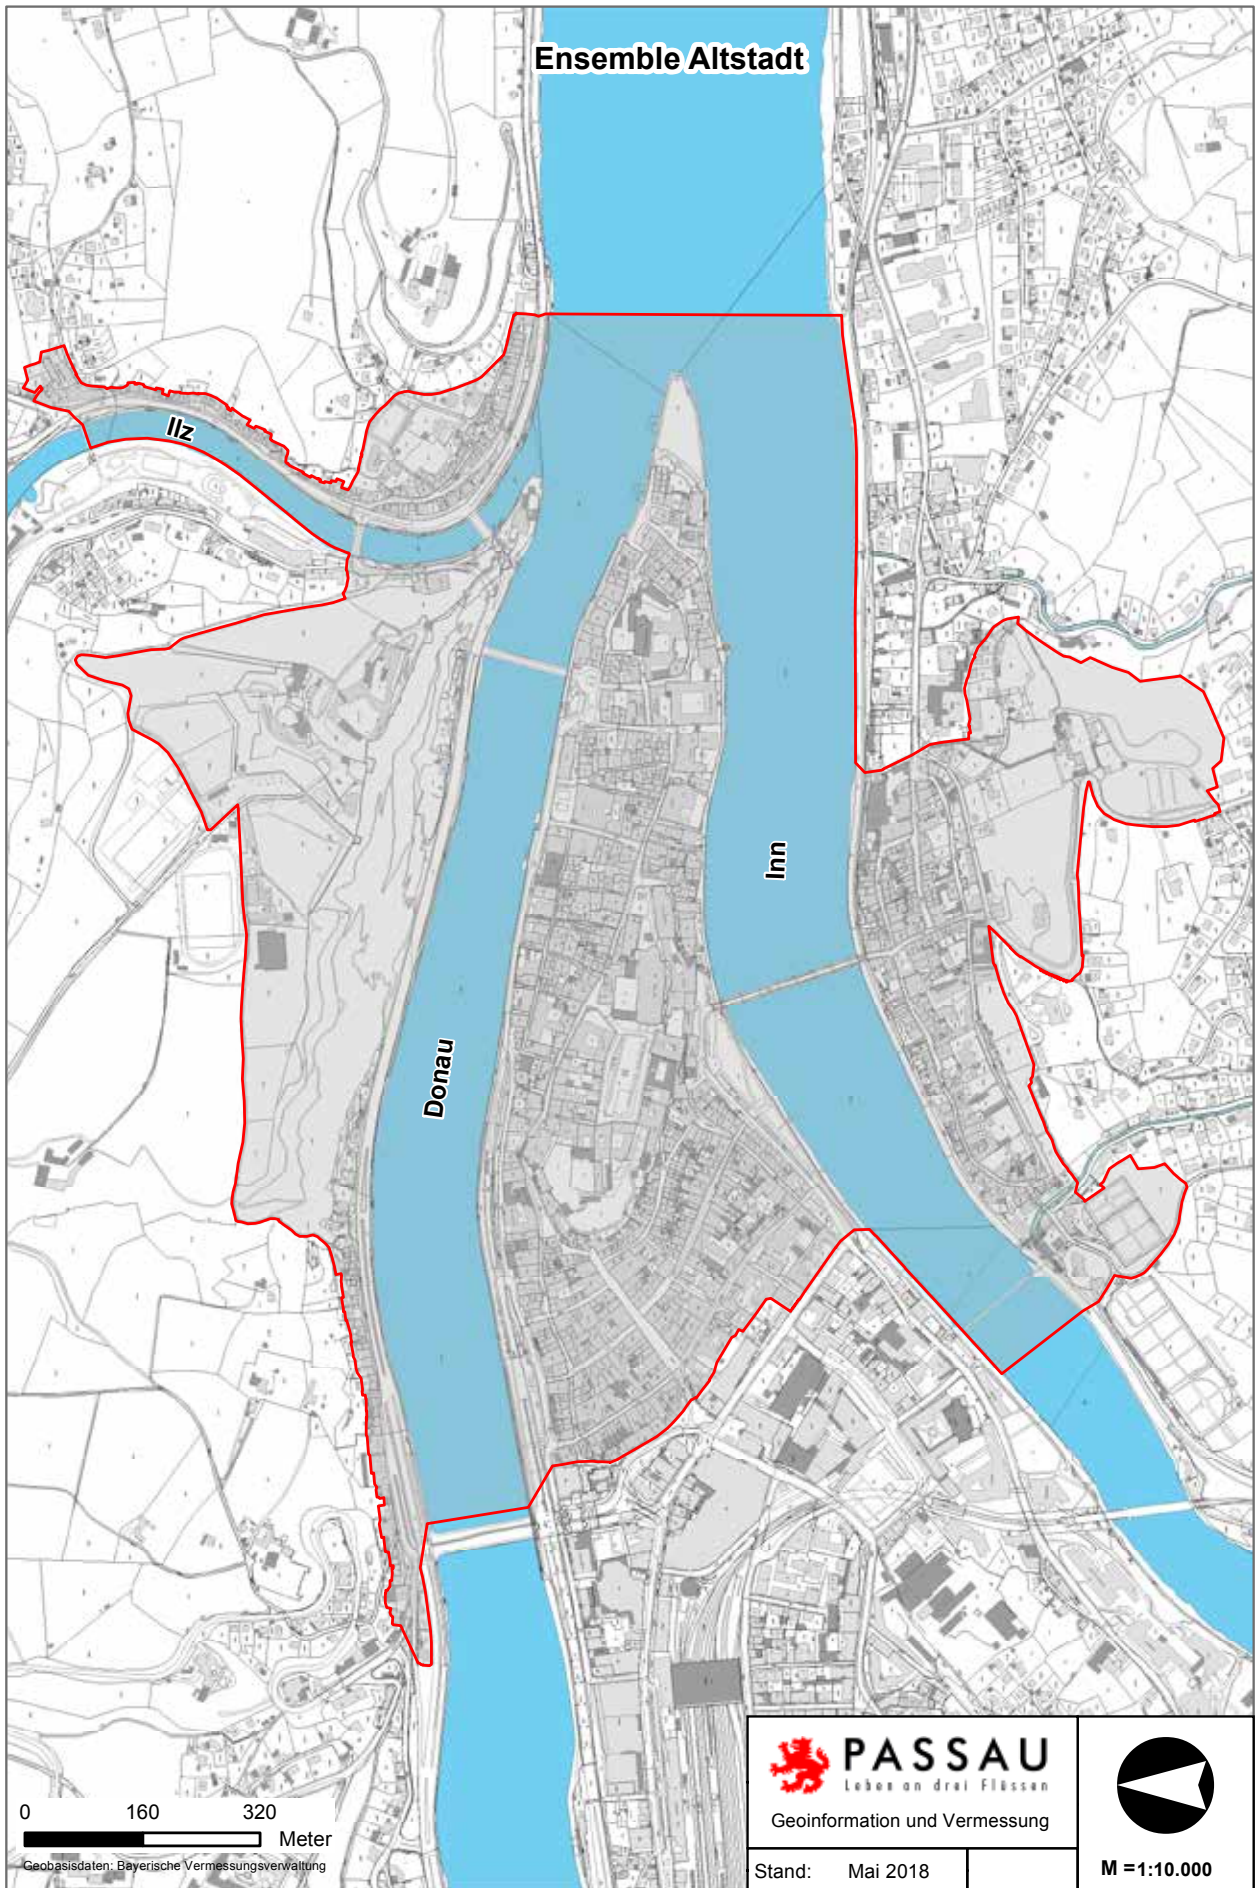 Ensemble Altstadt
Ilz
Inn
Donau
0 160 320
Meter
Geobasisdaten: Bayerische Vermessungsverwaltung
PASSAU
Leben an drei Flüssen
Geoinformation und Vermessung
Stand: Mai 2018
M =1:10.000